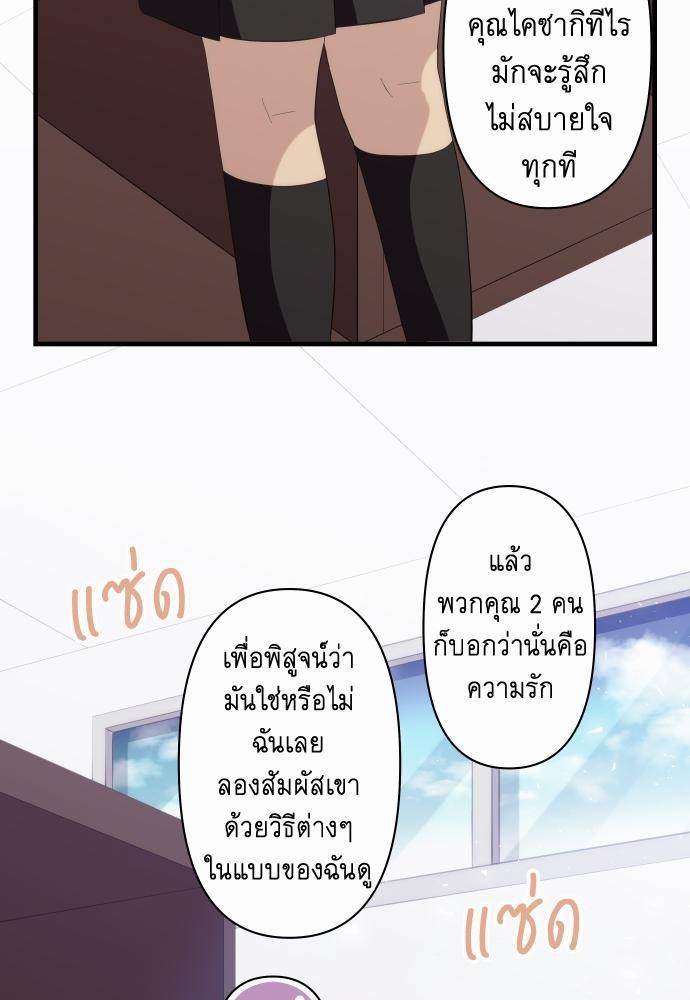 คุณไคซากิทีไร
มักจะรู้สึก
ไม่สบายใจ
ทุกที
แล้ว
พวกคุณ 2 คน
ก็บอกว่านั่นคือ
ความรัก
แซ่ด
เพื่อพิสูจน์ว่า
มันใช่หรือไม่
ฉันเลย
ลองสัมผัสเขา
ด้วยวิธีต่างๆ
ในแบบของฉันดู
แซ่ด